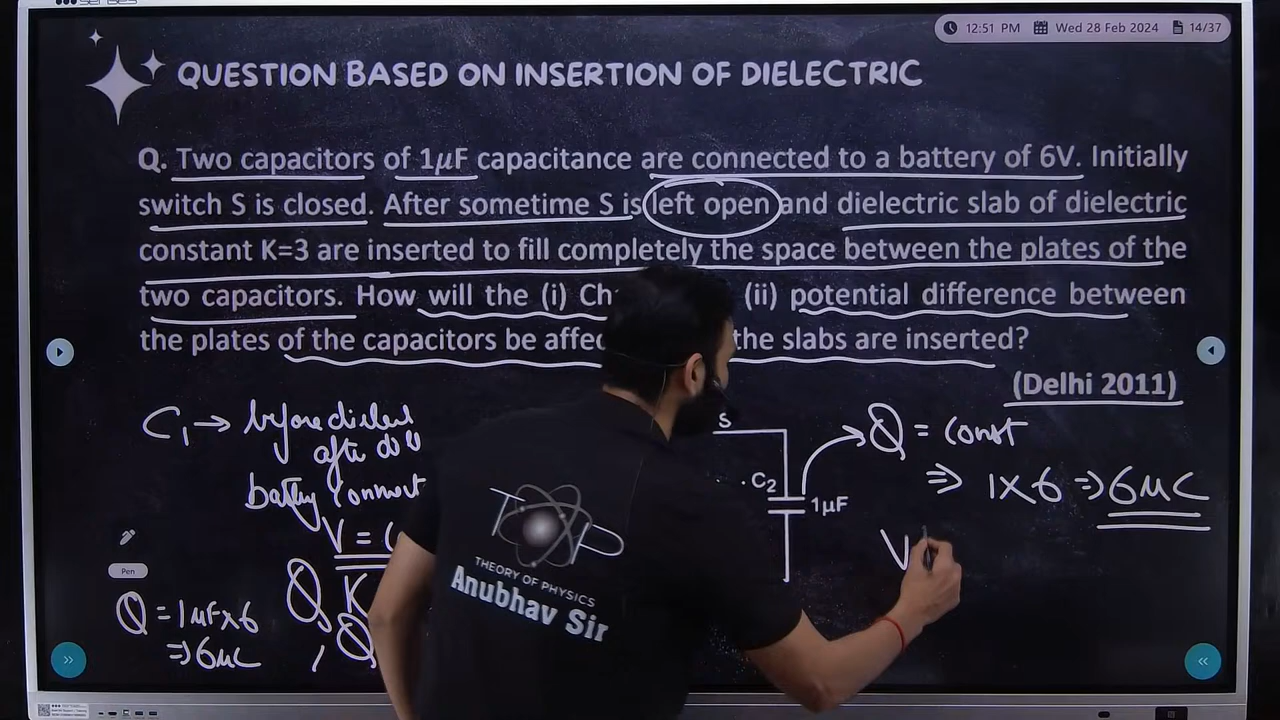 12:51 PM Wed 28 Feb 2024 14/37
QUESTION BASED ON INSERTION OF DIELECTRIC
Q. Two capacitors of 1μF capacitance are connected to a battery of 6V. Initially
switch S is closed. After sometime S is left open and dielectric slab of dielectric
constant K=3 are inserted to fill completely the space between the plates of the
two capacitors. How will the (i) Ch (ii) potential difference between
the plates of the capacitors be affec the slabs are inserted?
(Delhi 2011)
C₁ → before
after
battery connect
V =
Q K
Q = 1μF×6
⇒ 6μC
, Q
S
C₂
1μF
Q = const
⇒ 1×6 ⇒ 6μC
V
Pen
THEORY OF PHYSICS
Anubhav Sir